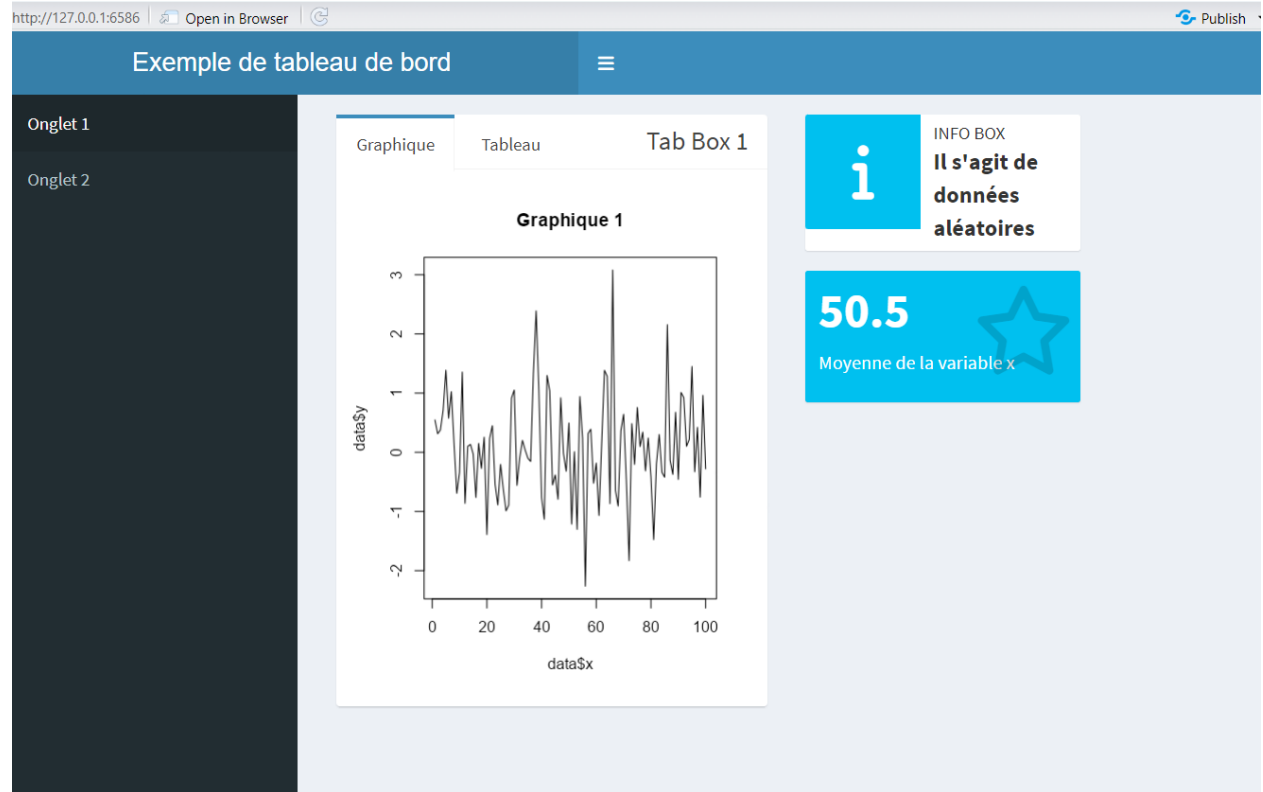 http://127.0.0.1:6586 Open in Browser Publish
Exemple de tableau de bord
Onglet 1
Onglet 2
Graphique Tableau Tab Box 1
Graphique 1
data$y
3
2
1
0
-1
-2
0 20 40 60 80 100
data$x
INFO BOX
Il s'agit de
données
aléatoires
50.5
Moyenne de la variable x